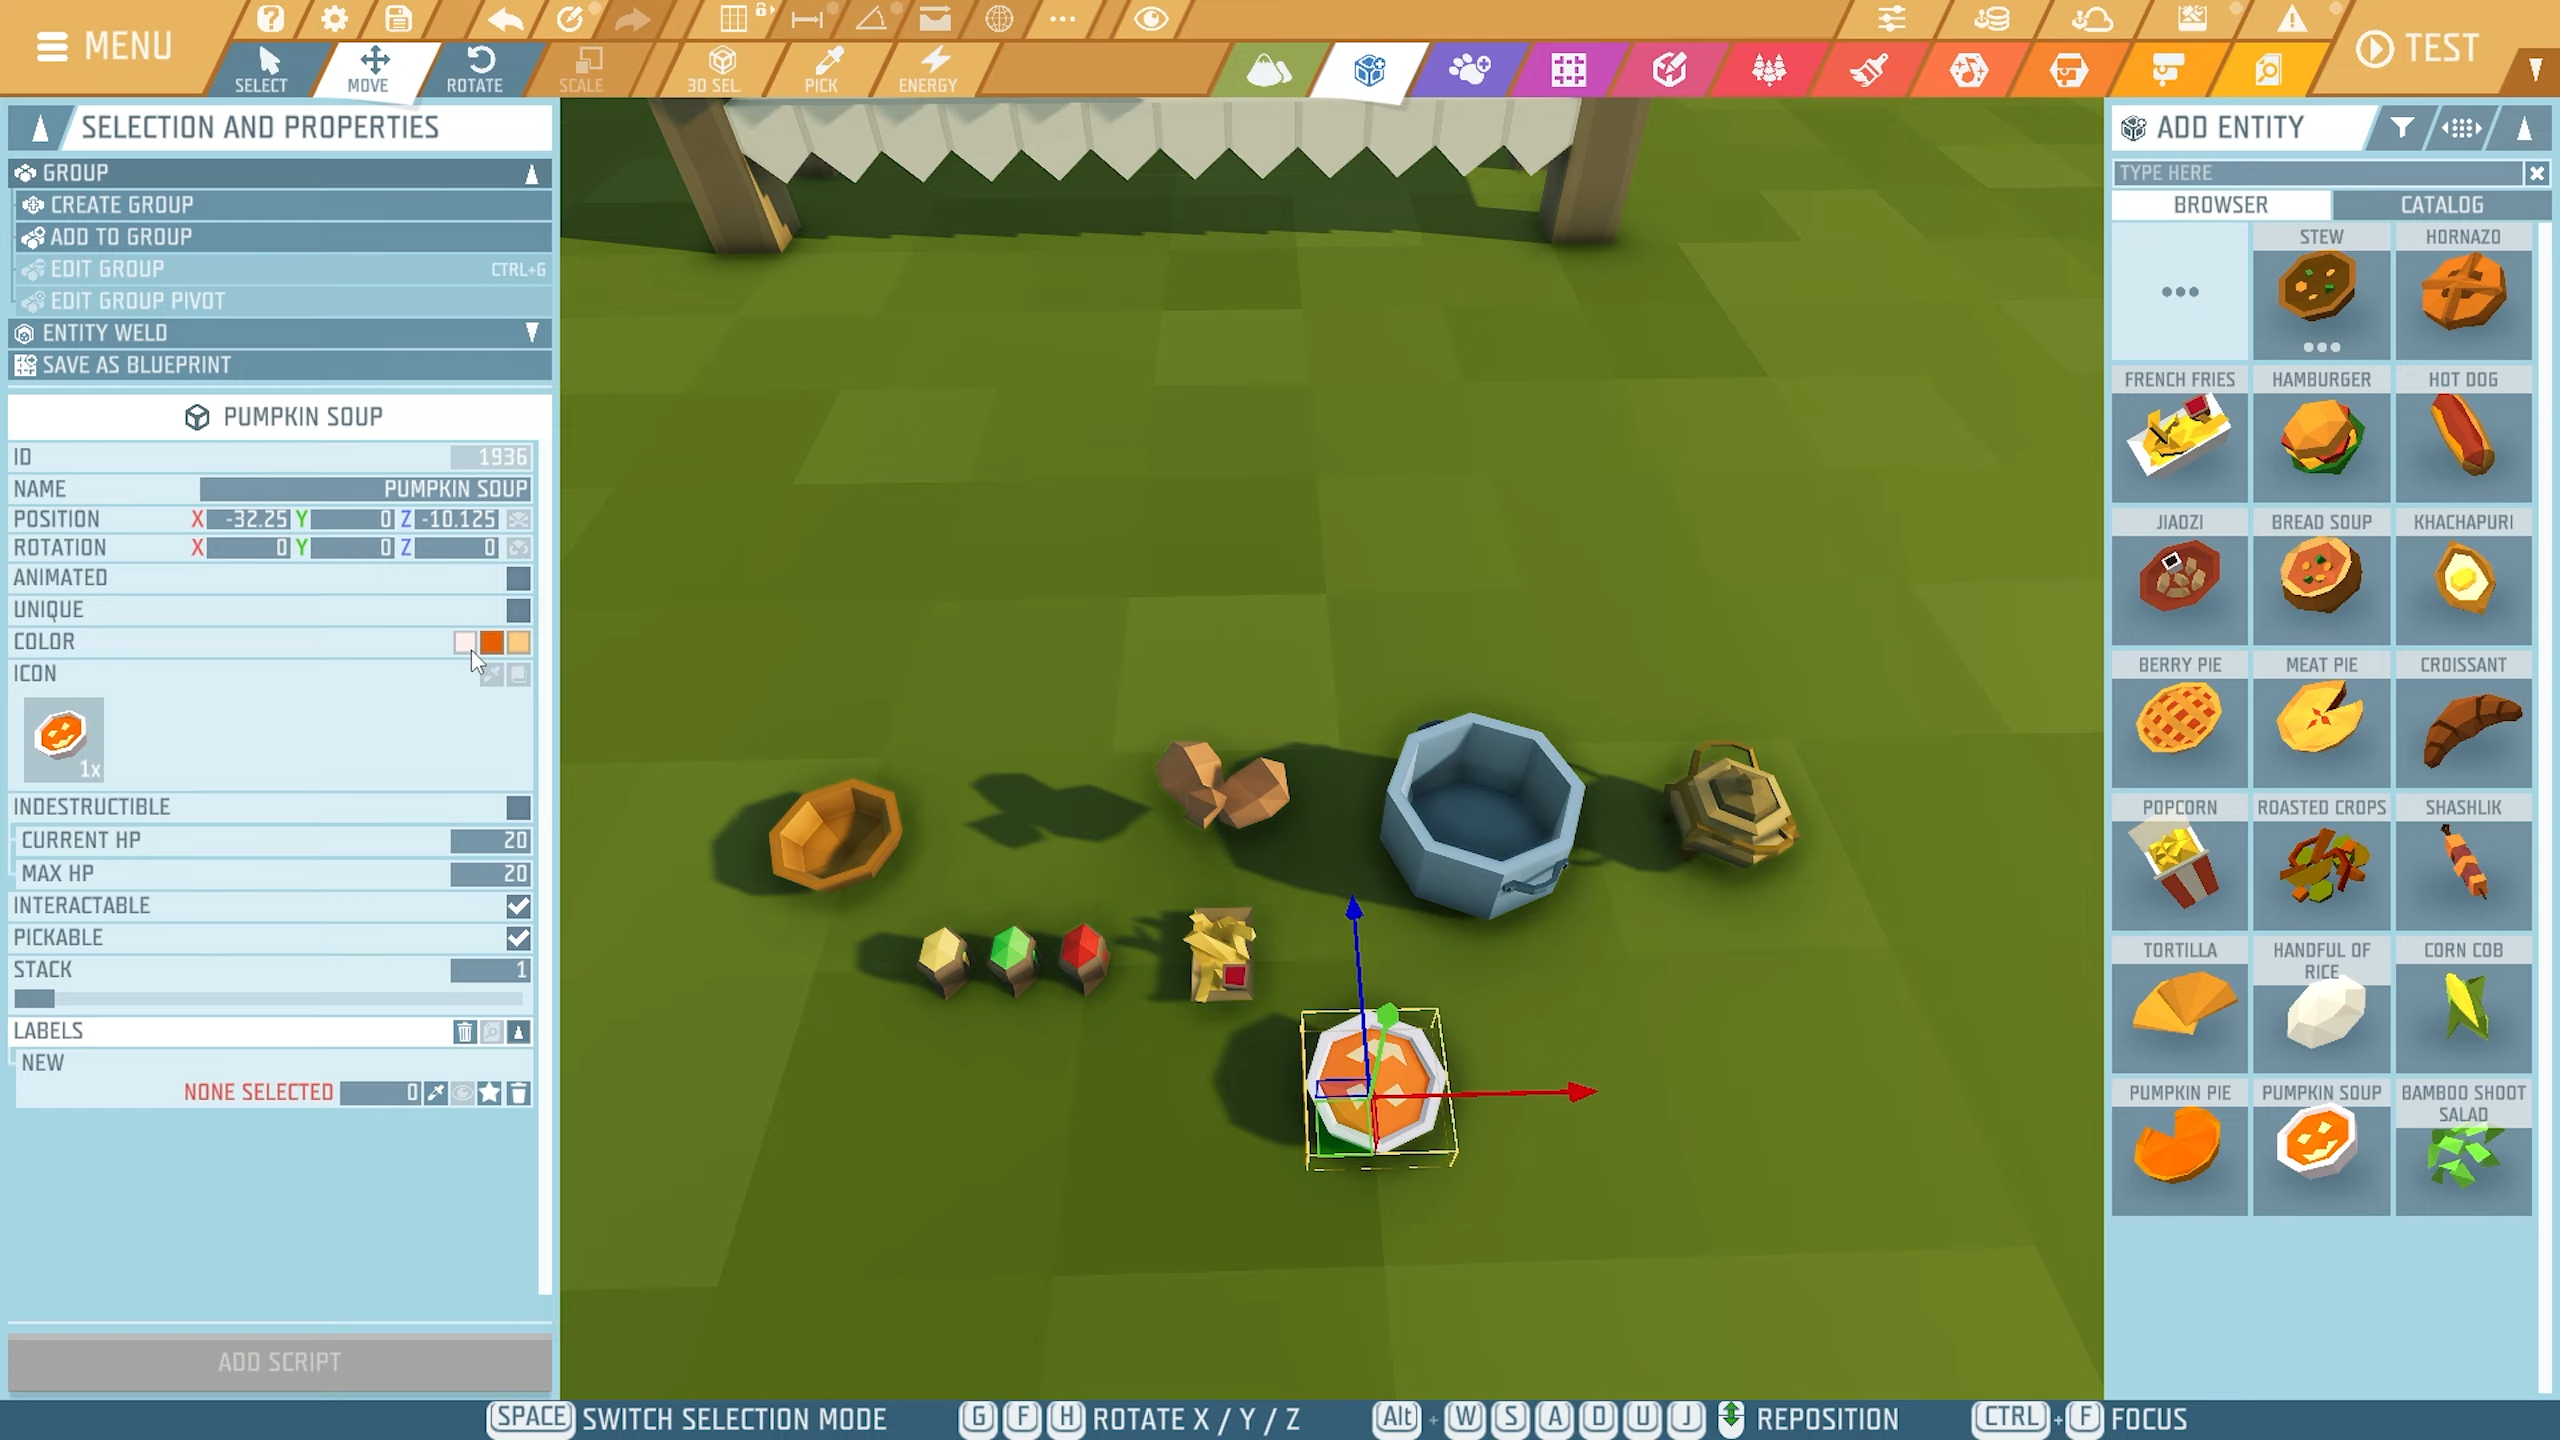 MENU
SELECT
MOVE
ROTATE
SCALE
3D SEL.
PICK
ENERGY
TEST
SELECTION AND PROPERTIES
GROUP
CREATE GROUP
ADD TO GROUP
EDIT GROUP CTRL+G
EDIT GROUP PIVOT
ENTITY WELD
SAVE AS BLUEPRINT
PUMPKIN SOUP
ID 1936
NAME PUMPKIN SOUP
POSITION X -32.25 Y 0 Z -10.125
ROTATION X 0 Y 0 Z 0
ANIMATED
UNIQUE
COLOR
ICON
1x
INDESTRUCTIBLE
CURRENT HP 20
MAX HP 20
INTERACTABLE
PICKABLE
STACK 1
LABELS
NEW
NONE SELECTED 0
ADD SCRIPT
ADD ENTITY
TYPE HERE
BROWSER CATALOG
STEW HORNAZO
FRENCH FRIES HAMBURGER HOT DOG
JIAOZI BREAD SOUP KHACHAPURI
BERRY PIE MEAT PIE CROISSANT
POPCORN ROASTED CROPS SHASHLIK
TORTILLA HANDFUL OF RICE CORN COB
PUMPKIN PIE PUMPKIN SOUP BAMBOO SHOOT SALAD
SPACE SWITCH SELECTION MODE G F H ROTATE X / Y / Z Alt + W S A D U J REPOSITION CTRL + F FOCUS